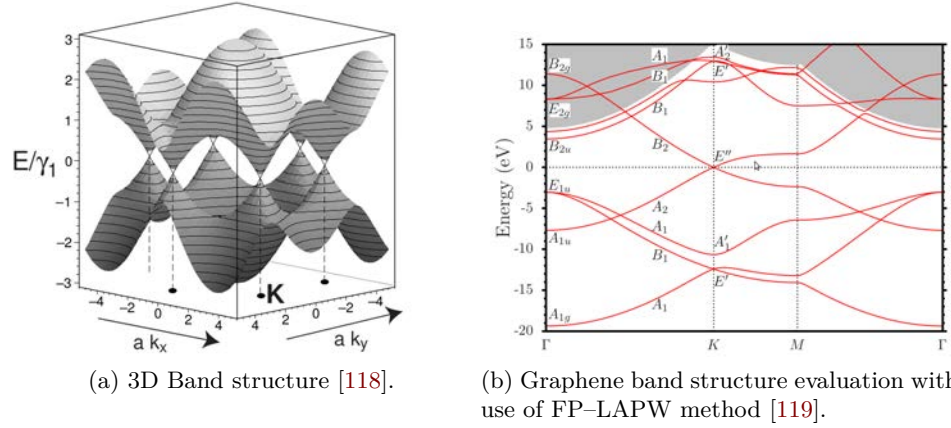 3
2
1
E/γ₁
0
−1
−2
−3
−4
−2
0
2
4
4
2
0
−2
−4
K
a kₓ
a k_y
(a) 3D Band structure [118].
15
10
5
0
-5
-10
-15
-20
Energy (eV)
B₂g
E₂g
B₂u
E₁u
A₁u
A₁g
A₁
B₁
B₁
B₂
A₂
A₁
B₁
A₁
A′₂
E′
E″
A′₁
E′
Γ
K
M
Γ
(b) Graphene band structure evaluation with
use of FP–LAPW method [119].